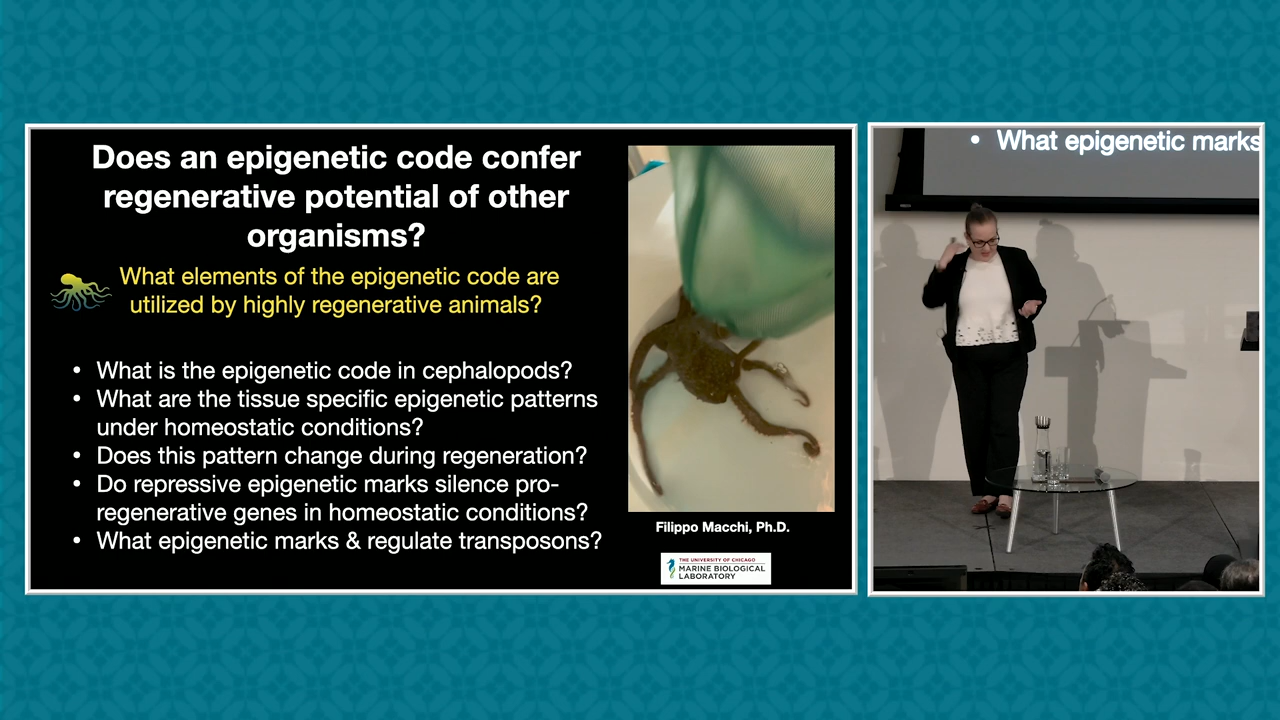 Does an epigenetic code confer
regenerative potential of other
organisms?
What elements of the epigenetic code are
utilized by highly regenerative animals?
• What is the epigenetic code in cephalopods?
• What are the tissue specific epigenetic patterns
under homeostatic conditions?
• Does this pattern change during regeneration?
• Do repressive epigenetic marks silence pro-
regenerative genes in homeostatic conditions?
• What epigenetic marks & regulate transposons?
Filippo Macchi, Ph.D.
THE UNIVERSITY OF CHICAGO
MARINE BIOLOGICAL
LABORATORY
• What epigenetic marks